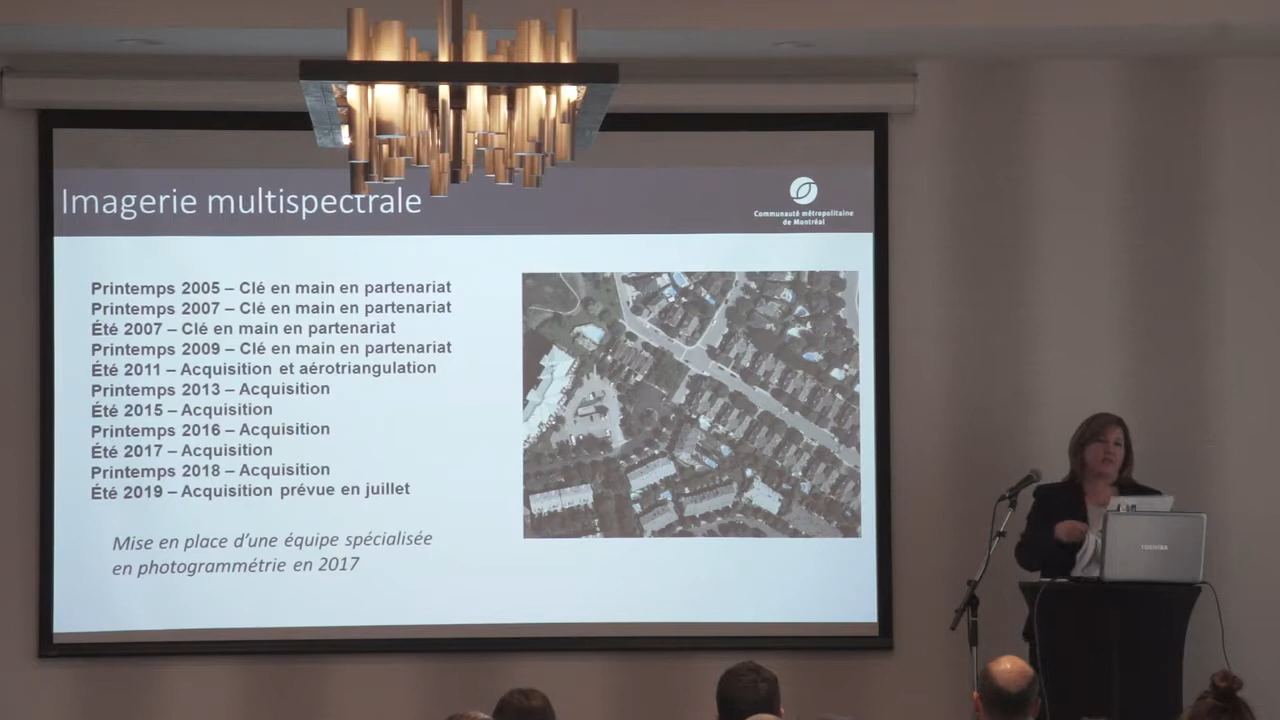 Imagerie multispectrale
Communauté métropolitaine
de Montréal
Printemps 2005 – Clé en main en partenariat
Printemps 2007 – Clé en main en partenariat
Été 2007 – Clé en main en partenariat
Printemps 2009 – Clé en main en partenariat
Été 2011 – Acquisition et aérotriangulation
Printemps 2013 – Acquisition
Été 2015 – Acquisition
Printemps 2016 – Acquisition
Été 2017 – Acquisition
Printemps 2018 – Acquisition
Été 2019 – Acquisition prévue en juillet
Mise en place d'une équipe spécialisée
en photogrammétrie en 2017
TOSHIBA